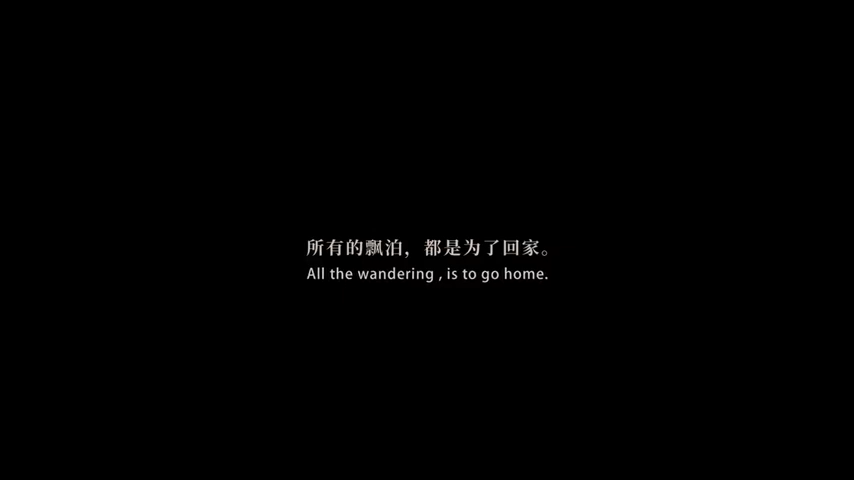 所有的飘泊，都是为了回家。
All the wandering , is to go home.